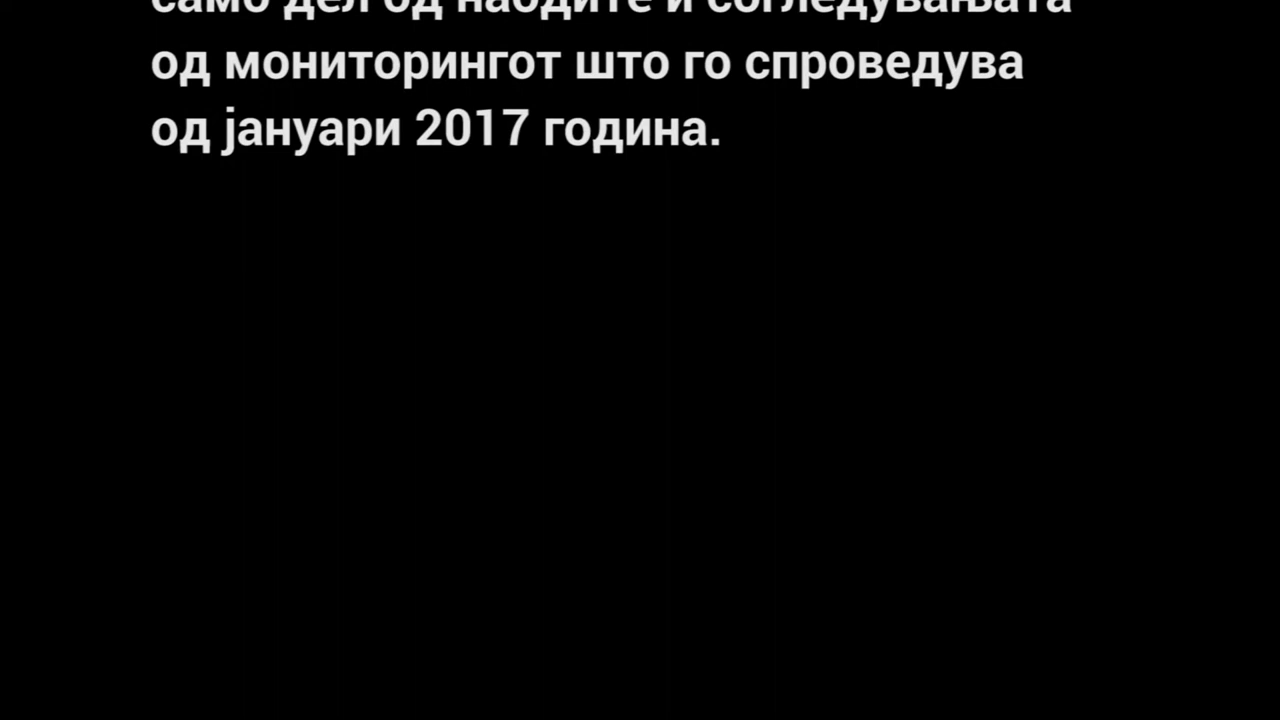 само дел од наодите и согледувањата
од мониторингот што го спроведува
од јануари 2017 година.